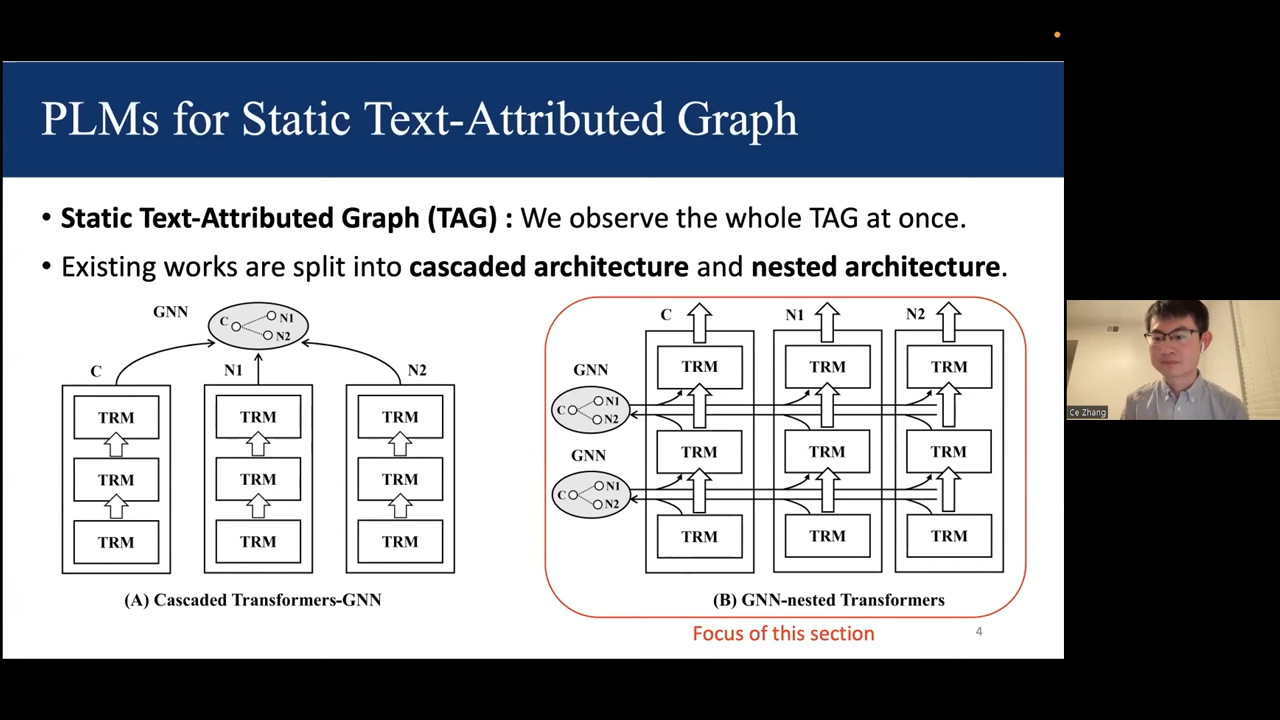 PLMs for Static Text-Attributed Graph
• Static Text-Attributed Graph (TAG) : We observe the whole TAG at once.
• Existing works are split into cascaded architecture and nested architecture.
GNN
C
N1
N2
C
N1
N2
TRM
TRM
TRM
TRM
TRM
TRM
TRM
TRM
TRM
(A) Cascaded Transformers-GNN
C
N1
N2
GNN
C
N1
N2
GNN
C
N1
N2
TRM
TRM
TRM
TRM
TRM
TRM
TRM
TRM
TRM
(B) GNN-nested Transformers
Focus of this section
4
Ce Zhang